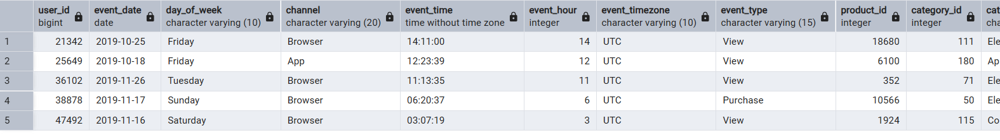 user_id event_date day_of_week channel event_time event_hour event_timezone event_type product_id category_id cat
bigint date character varying (10) character varying (20) time without time zone integer character varying (10) character varying (15) integer integer cha
1 21342 2019-10-25 Friday Browser 14:11:00 14 UTC View 18680 111 Ele
2 25649 2019-10-18 Friday App 12:23:39 12 UTC View 6100 180 Ap
3 36102 2019-11-26 Tuesday Browser 11:13:35 11 UTC View 352 71 Ele
4 38878 2019-11-17 Sunday Browser 06:20:37 6 UTC Purchase 10566 50 Ele
5 47492 2019-11-16 Saturday Browser 03:07:19 3 UTC View 1924 115 Co